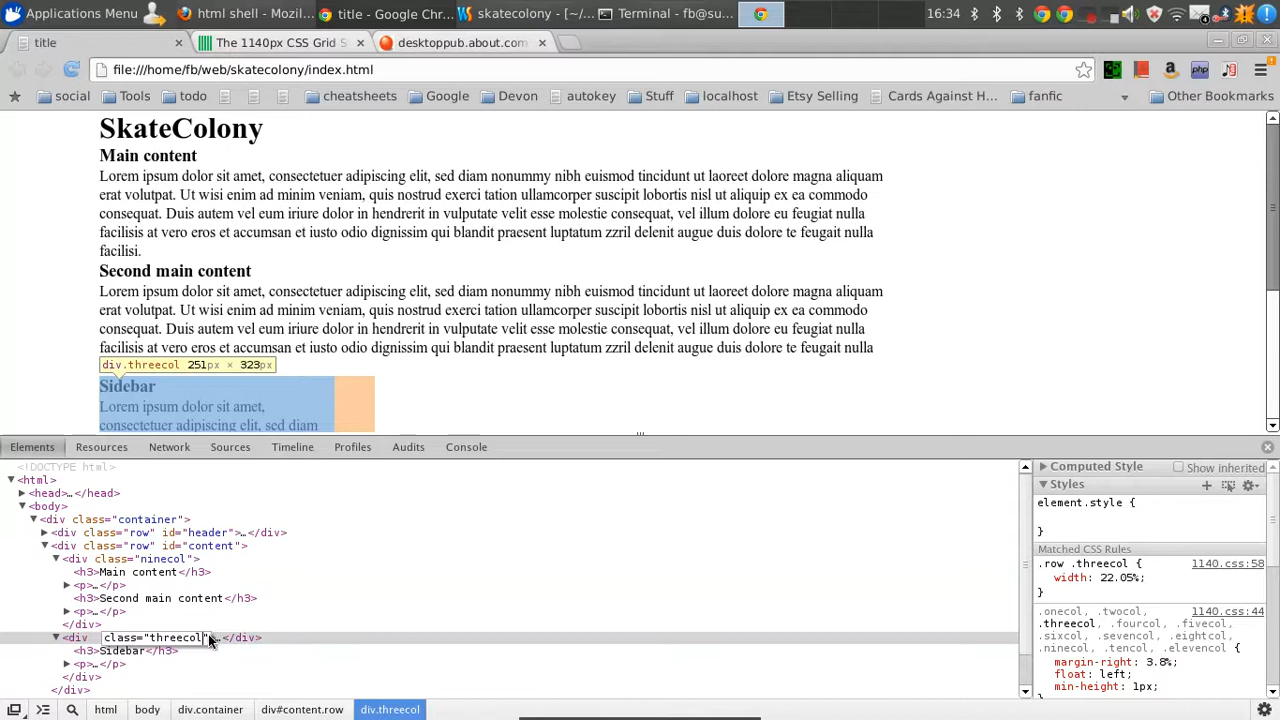 Applications Menu
html shell - Mozil...
title - Google Chr...
skatecolony - [~/...
Terminal - fb@su...
16:34
title
The 1140px CSS Grid S
desktoppub.about.com
file:///home/fb/web/skatecolony/index.html
php
social
Tools
todo
cheatsheets
Google
Devon
autokey
Stuff
localhost
Etsy Selling
Cards Against H...
fanfic
Other Bookmarks
SkateColony
Main content
Lorem ipsum dolor sit amet, consectetuer adipiscing elit, sed diam nonummy nibh euismod tincidunt ut laoreet dolore magna aliquam
erat volutpat. Ut wisi enim ad minim veniam, quis nostrud exerci tation ullamcorper suscipit lobortis nisl ut aliquip ex ea commodo
consequat. Duis autem vel eum iriure dolor in hendrerit in vulputate velit esse molestie consequat, vel illum dolore eu feugiat nulla
facilisis at vero eros et accumsan et iusto odio dignissim qui blandit praesent luptatum zzril delenit augue duis dolore te feugait nulla
facilisi.
Second main content
Lorem ipsum dolor sit amet, consectetuer adipiscing elit, sed diam nonummy nibh euismod tincidunt ut laoreet dolore magna aliquam
erat volutpat. Ut wisi enim ad minim veniam, quis nostrud exerci tation ullamcorper suscipit lobortis nisl ut aliquip ex ea commodo
consequat. Duis autem vel eum iriure dolor in hendrerit in vulputate velit esse molestie consequat, vel illum dolore eu feugiat nulla
facilisis at vero eros et accumsan et iusto odio dignissim qui blandit praesent luptatum zzril delenit augue duis dolore te feugait nulla
div.threecol 251px × 323px
Sidebar
Lorem ipsum dolor sit amet,
consectetuer adipiscing elit, sed diam
Elements
Resources
Network
Sources
Timeline
Profiles
Audits
Console
<!DOCTYPE html>
<html>
<head>…</head>
<body>
<div class="container">
<div class="row" id="header">…</div>
<div class="row" id="content">
<div class="ninecol">
<h3>Main content</h3>
<p>…</p>
<h3>Second main content</h3>
<p>…</p>
</div>
<div class="threecol"…</div>
<h3>Sidebar</h3>
<p>…</p>
</div>
</div>
Computed Style
Show inherited
Styles
element.style {
}
Matched CSS Rules
.row .threecol {
1140.css:58
width: 22.05%;
}
.onecol, .twocol,
1140.css:44
.threecol, .fourcol, .fivecol,
.sixcol, .sevencol, .eightcol,
.ninecol, .tencol, .elevencol {
margin-right: 3.8%;
float: left;
min-height: 1px;
html
body
div.container
div#content.row
div.threecol